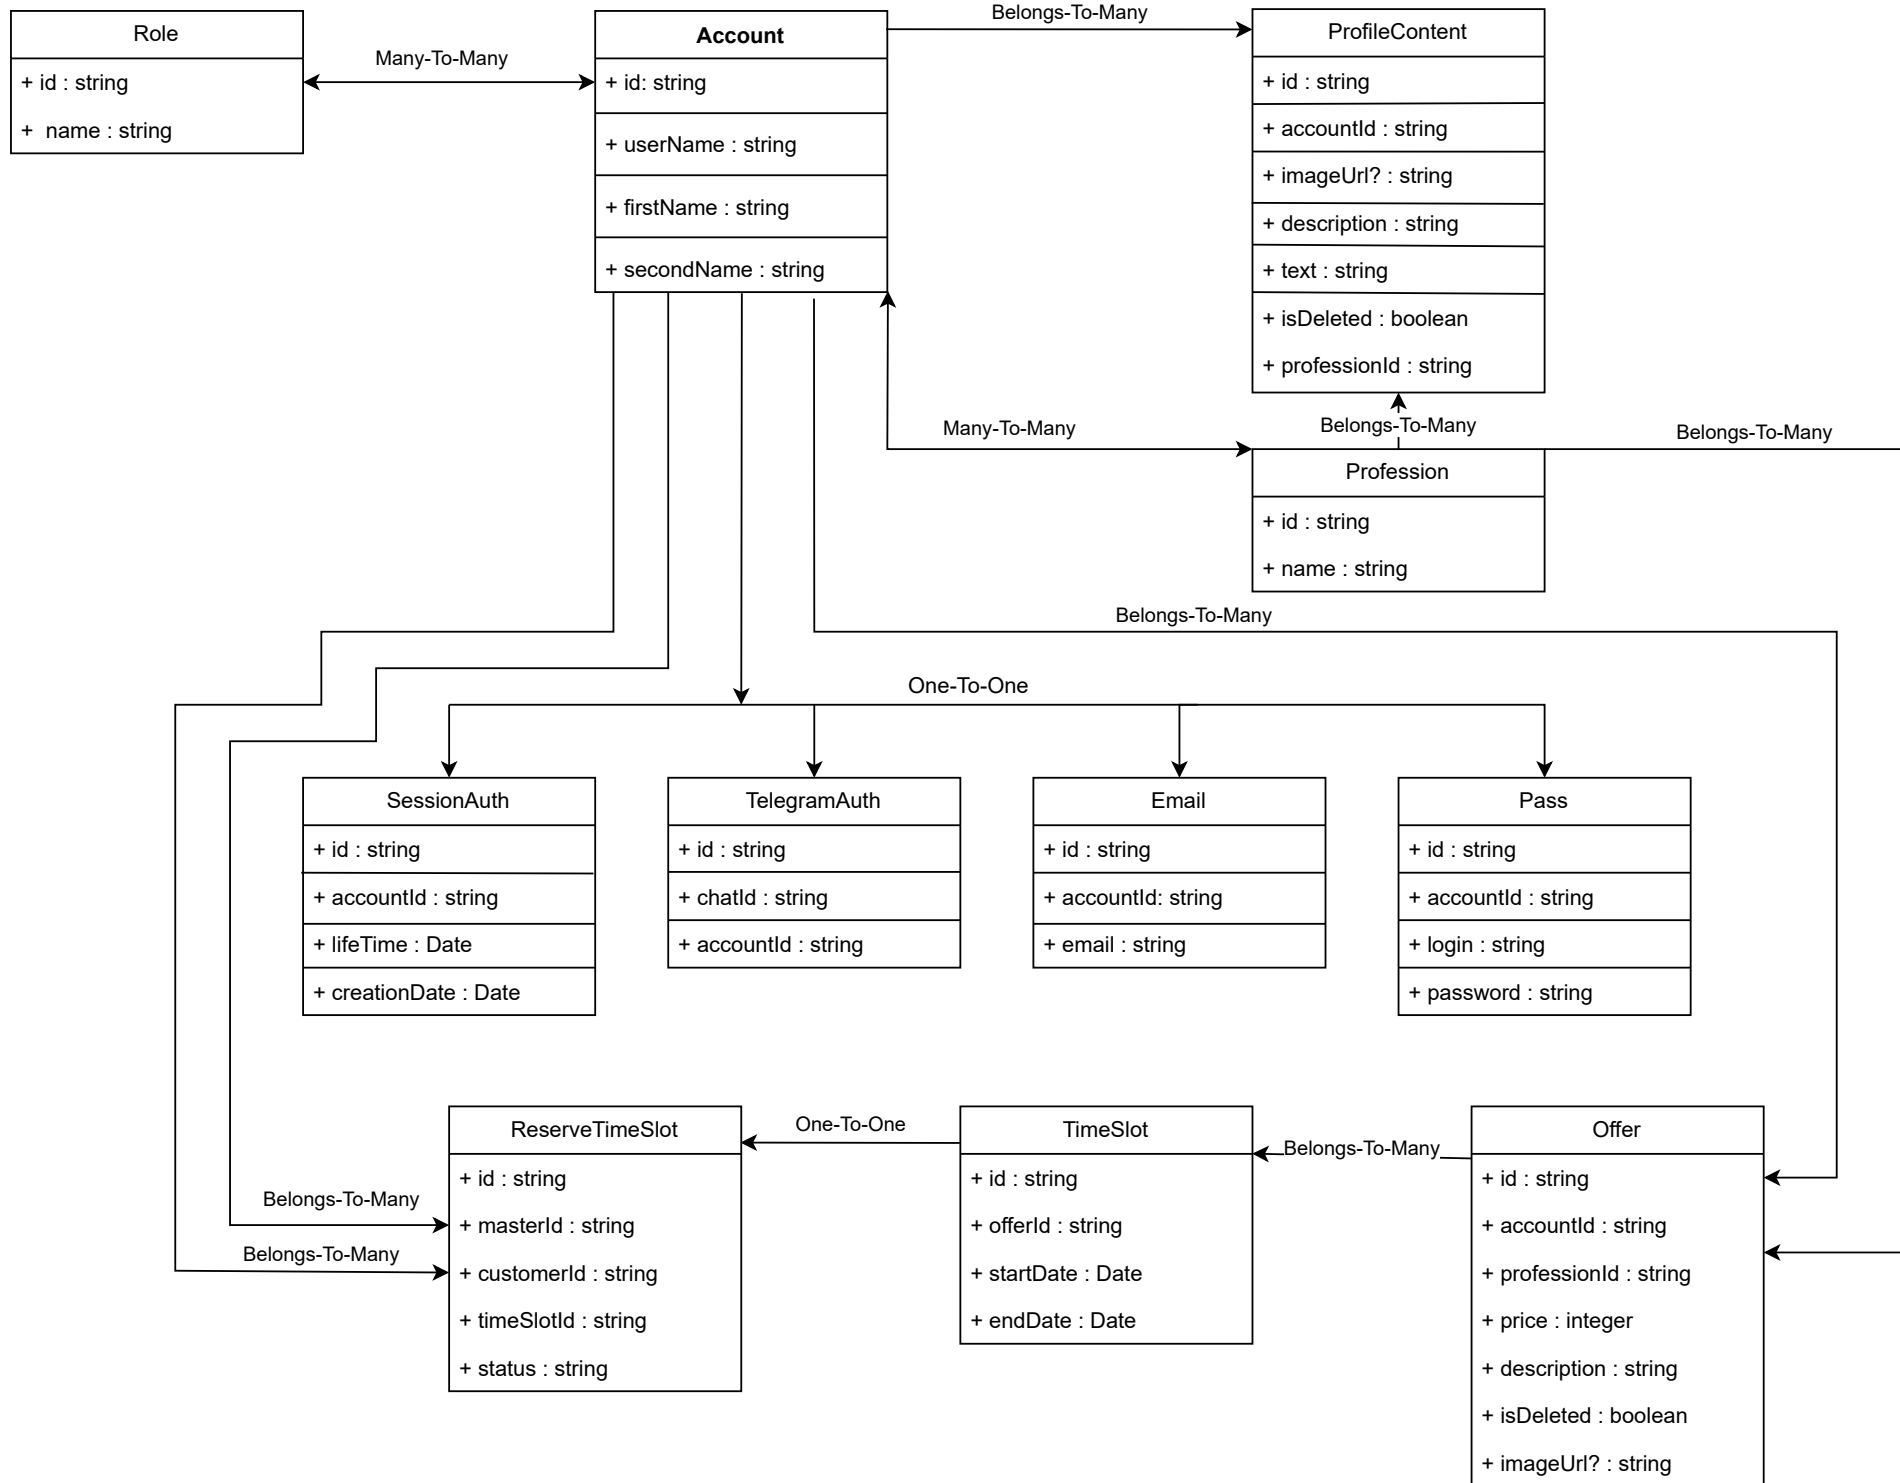 Role
+ id : string
+ name : string
Many-To-Many
Account
+ id: string
+ userName : string
+ firstName : string
+ secondName : string
Belongs-To-Many
ProfileContent
+ id : string
+ accountId : string
+ imageUrl? : string
+ description : string
+ text : string
+ isDeleted : boolean
+ professionId : string
Many-To-Many
Belongs-To-Many
Belongs-To-Many
Profession
+ id : string
+ name : string
Belongs-To-Many
One-To-One
SessionAuth
+ id : string
+ accountId : string
+ lifeTime : Date
+ creationDate : Date
TelegramAuth
+ id : string
+ chatId : string
+ accountId : string
Email
+ id : string
+ accountId: string
+ email : string
Pass
+ id : string
+ accountId : string
+ login : string
+ password : string
Belongs-To-Many
Belongs-To-Many
ReserveTimeSlot
+ id : string
+ masterId : string
+ customerId : string
+ timeSlotId : string
+ status : string
One-To-One
TimeSlot
+ id : string
+ offerId : string
+ startDate : Date
+ endDate : Date
Belongs-To-Many
Offer
+ id : string
+ accountId : string
+ professionId : string
+ price : integer
+ description : string
+ isDeleted : boolean
+ imageUrl? : string